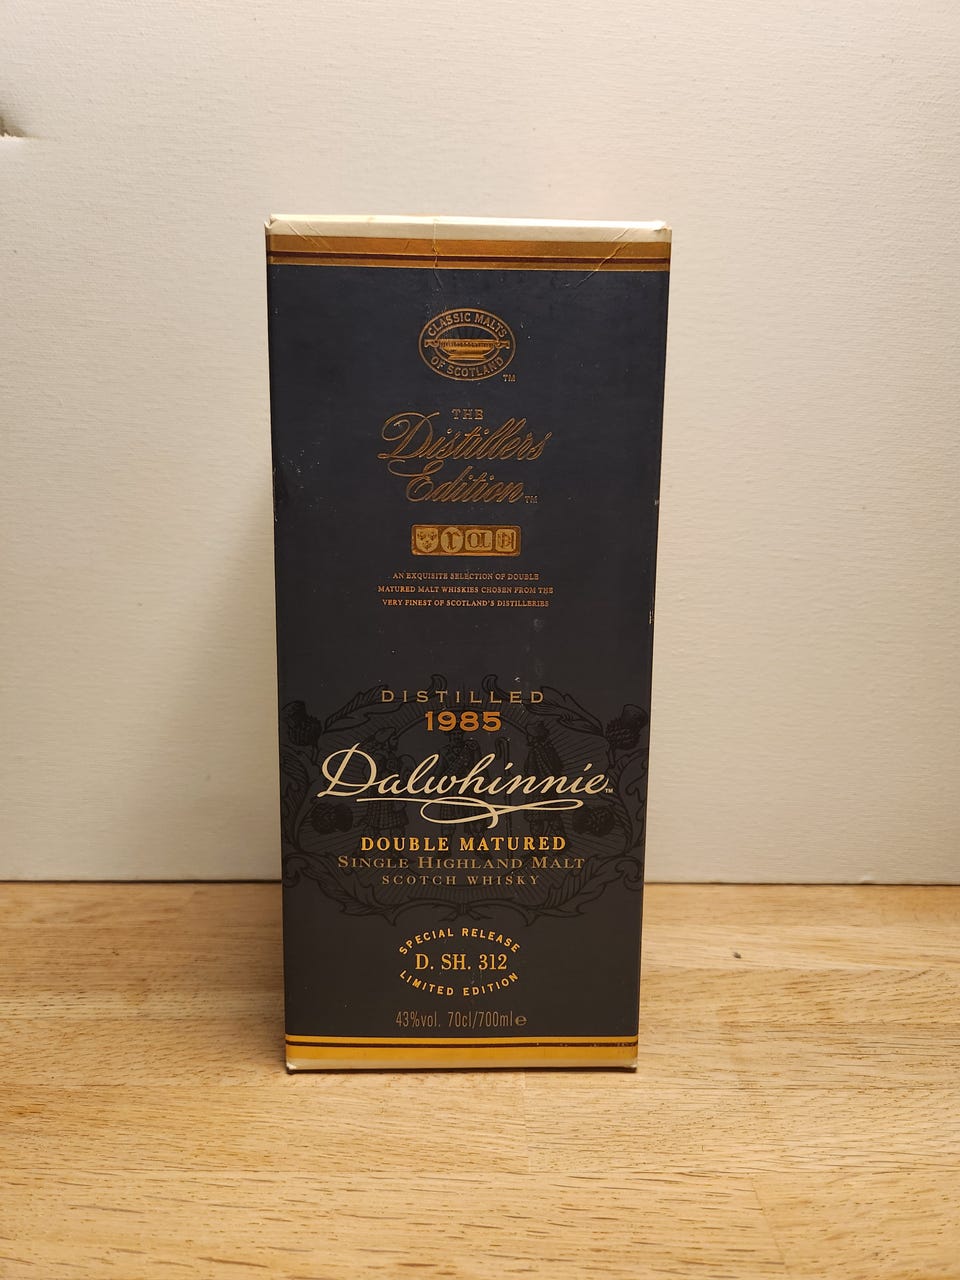 CLASSIC MALTS
OF SCOTLAND
TM
THE
Distillers
Edition TM
OL
AN EXQUISITE SELECTION OF DOUBLE
MATURED MALT WHISKIES CHOSEN FROM THE
VERY FINEST OF SCOTLAND'S DISTILLERIES
DISTILLED
1985
Dalwhinnie TM
DOUBLE MATURED
SINGLE HIGHLAND MALT
SCOTCH WHISKY
SPECIAL RELEASE
D. SH. 312
LIMITED EDITION
43%vol. 70cl/700ml℮